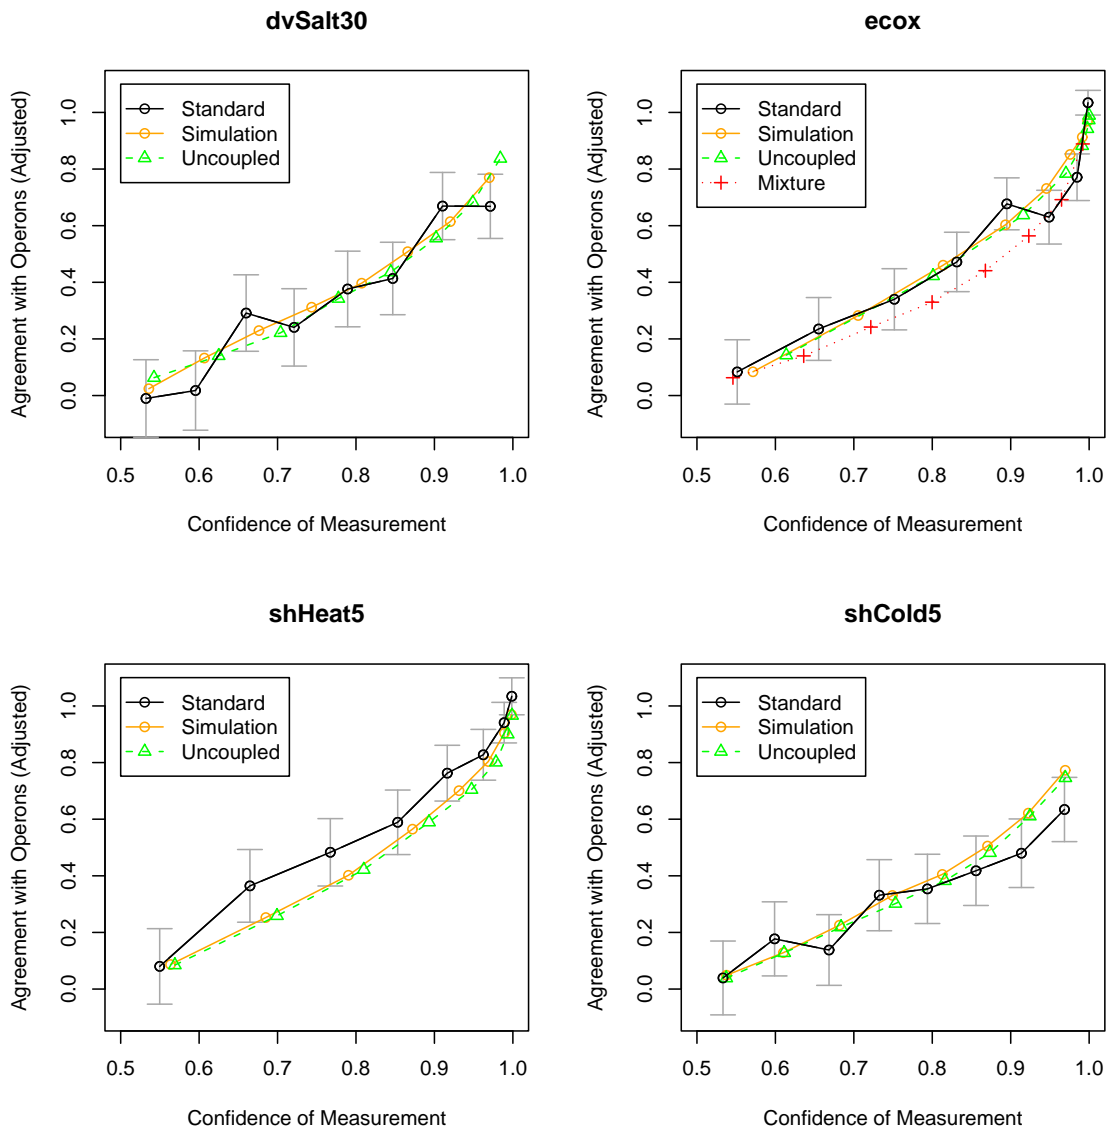 dvSalt30
Agreement with Operons (Adjusted)
1.0
0.8
0.6
0.4
0.2
0.0
Standard
Simulation
Uncoupled
0.5 0.6 0.7 0.8 0.9 1.0
Confidence of Measurement
ecox
Agreement with Operons (Adjusted)
1.0
0.8
0.6
0.4
0.2
0.0
Standard
Simulation
Uncoupled
Mixture
0.5 0.6 0.7 0.8 0.9 1.0
Confidence of Measurement
shHeat5
Agreement with Operons (Adjusted)
1.0
0.8
0.6
0.4
0.2
0.0
Standard
Simulation
Uncoupled
0.5 0.6 0.7 0.8 0.9 1.0
Confidence of Measurement
shCold5
Agreement with Operons (Adjusted)
1.0
0.8
0.6
0.4
0.2
0.0
Standard
Simulation
Uncoupled
0.5 0.6 0.7 0.8 0.9 1.0
Confidence of Measurement